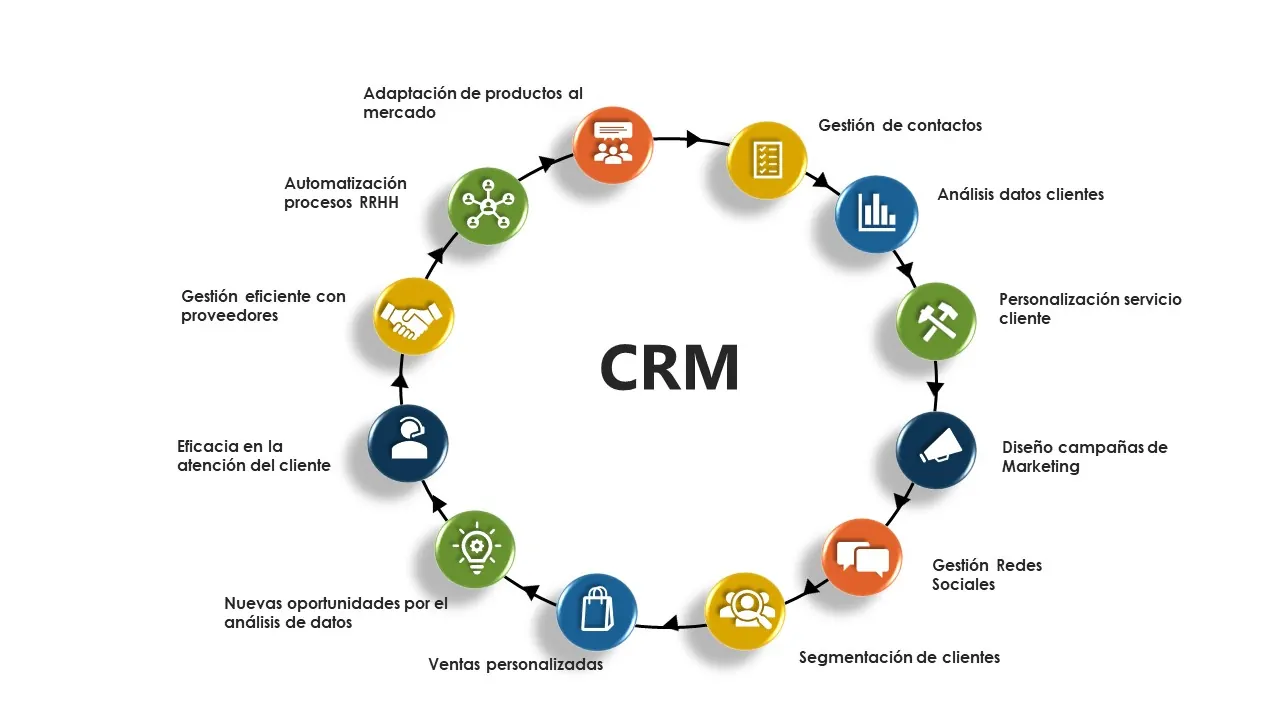 Adaptación de productos al
mercado
Gestión de contactos
Análisis datos clientes
Personalización servicio
cliente
Diseño campañas de
Marketing
Gestión Redes
Sociales
Segmentación de clientes
Ventas personalizadas
Nuevas oportunidades por el
análisis de datos
Eficacia en la
atención del cliente
Gestión eficiente con
proveedores
Automatización
procesos RRHH
CRM